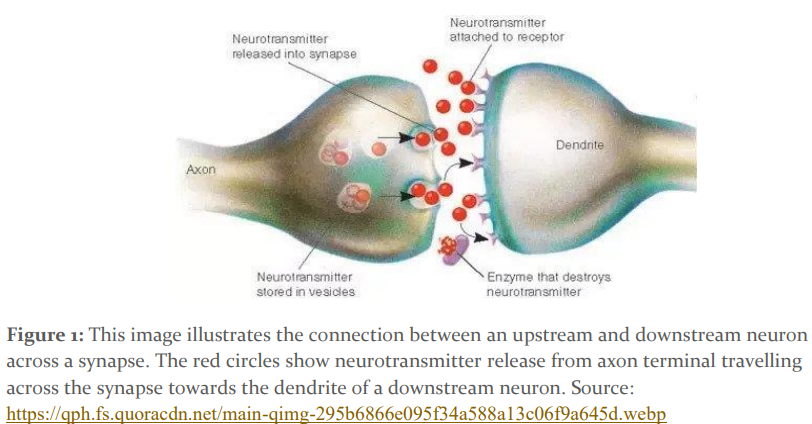 Neurotransmitter
attached to receptor
Neurotransmitter
released into synapse
Axon
Dendrite
Neurotransmitter
stored in vesicles
Enzyme that destroys
neurotransmitter
Figure 1: This image illustrates the connection between an upstream and downstream neuron
across a synapse. The red circles show neurotransmitter release from axon terminal travelling
across the synapse towards the dendrite of a downstream neuron. Source:
https://qph.fs.quoracdn.net/main-qimg-295b6866e095f34a588a13c06f9a645d.webp